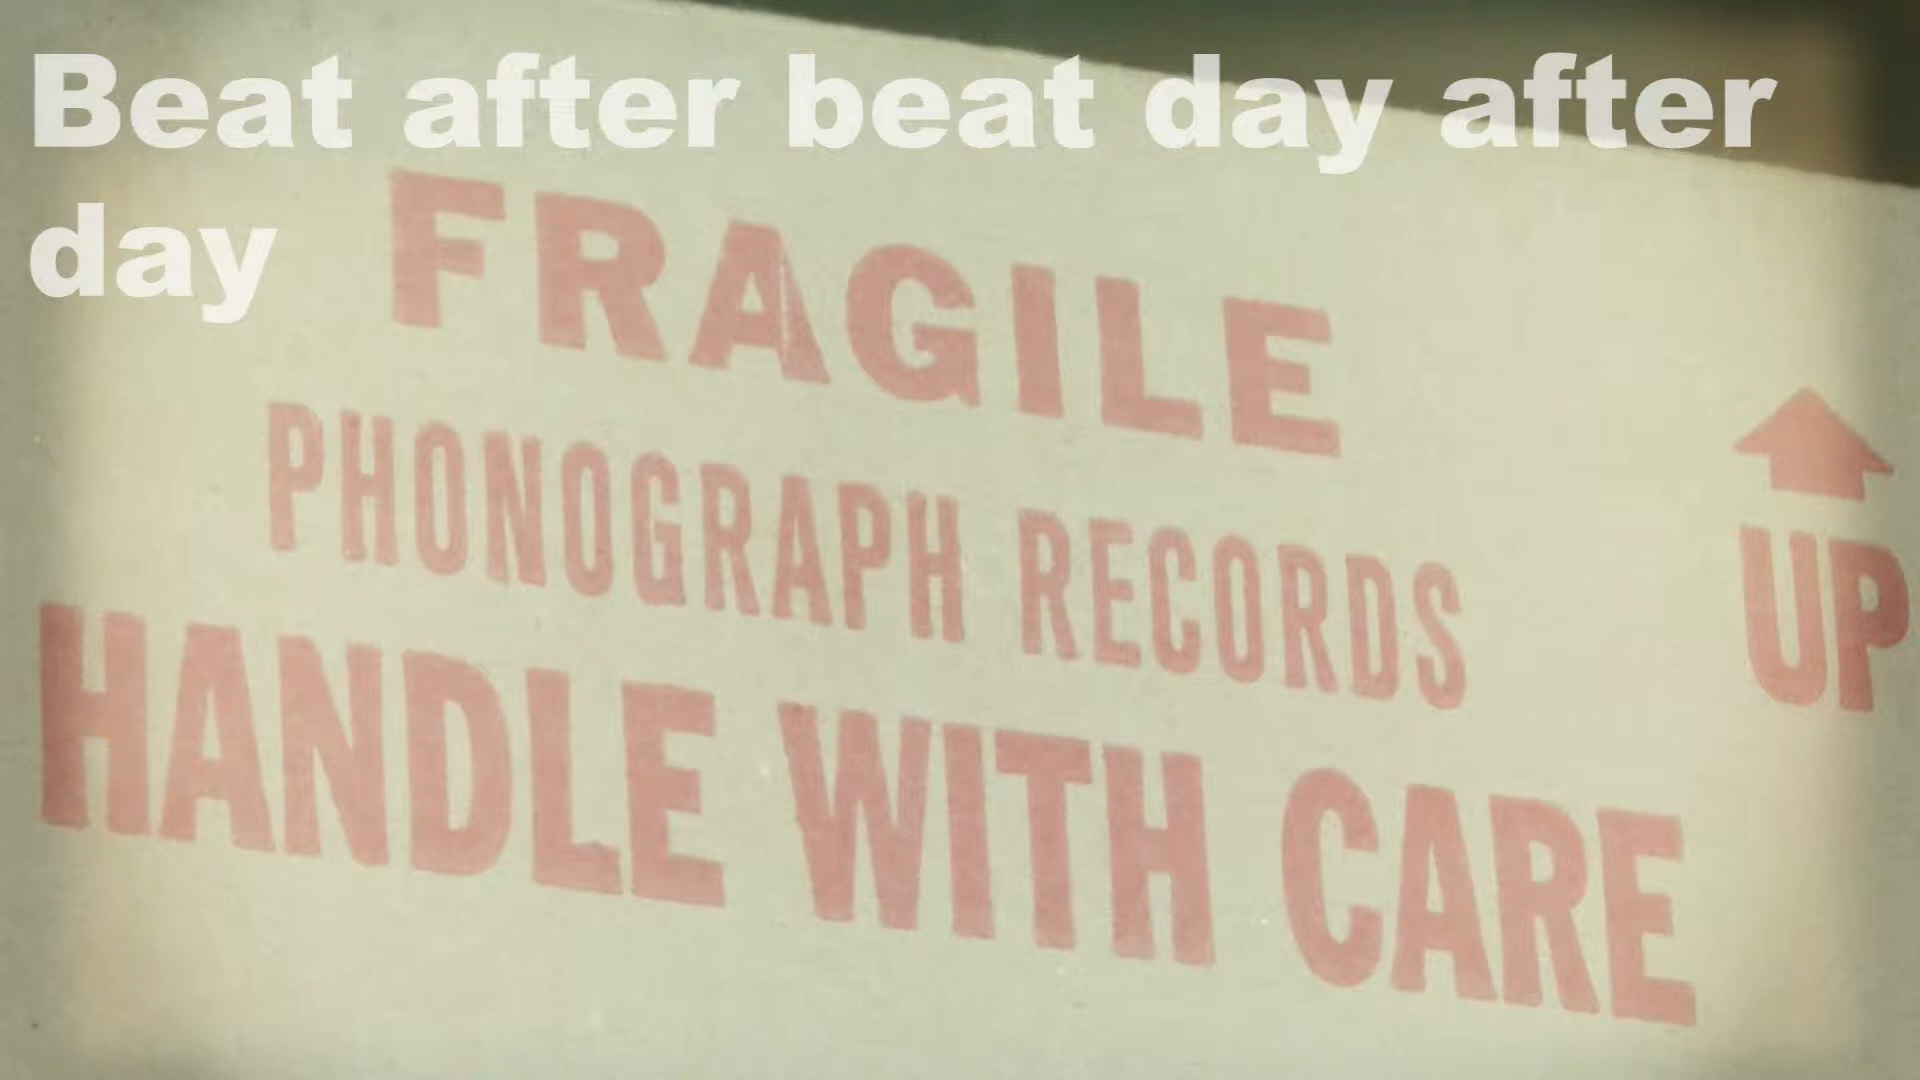 Beat after beat day after
day
FRAGILE
PHONOGRAPH RECORDS
HANDLE WITH CARE
UP